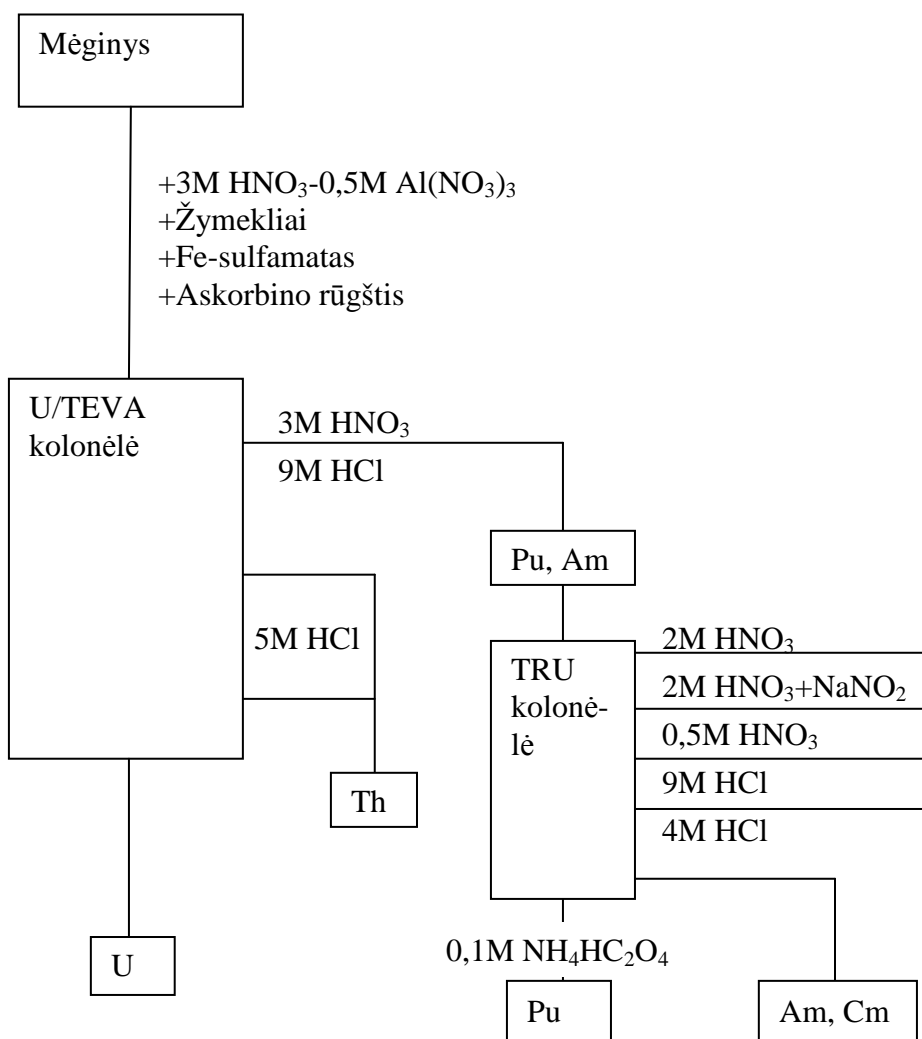 Mėginys
+3M HNO₃-0,5M Al(NO₃)₃
+Žymekliai
+Fe-sulfamatas
+Askorbino rūgštis
U/TEVA
kolonėlė
3M HNO₃
9M HCl
Pu, Am
5M HCl
TRU
kolonė-
lė
2M HNO₃
2M HNO₃+NaNO₂
0,5M HNO₃
9M HCl
4M HCl
Th
0,1M NH₄HC₂O₄
U
Pu
Am, Cm